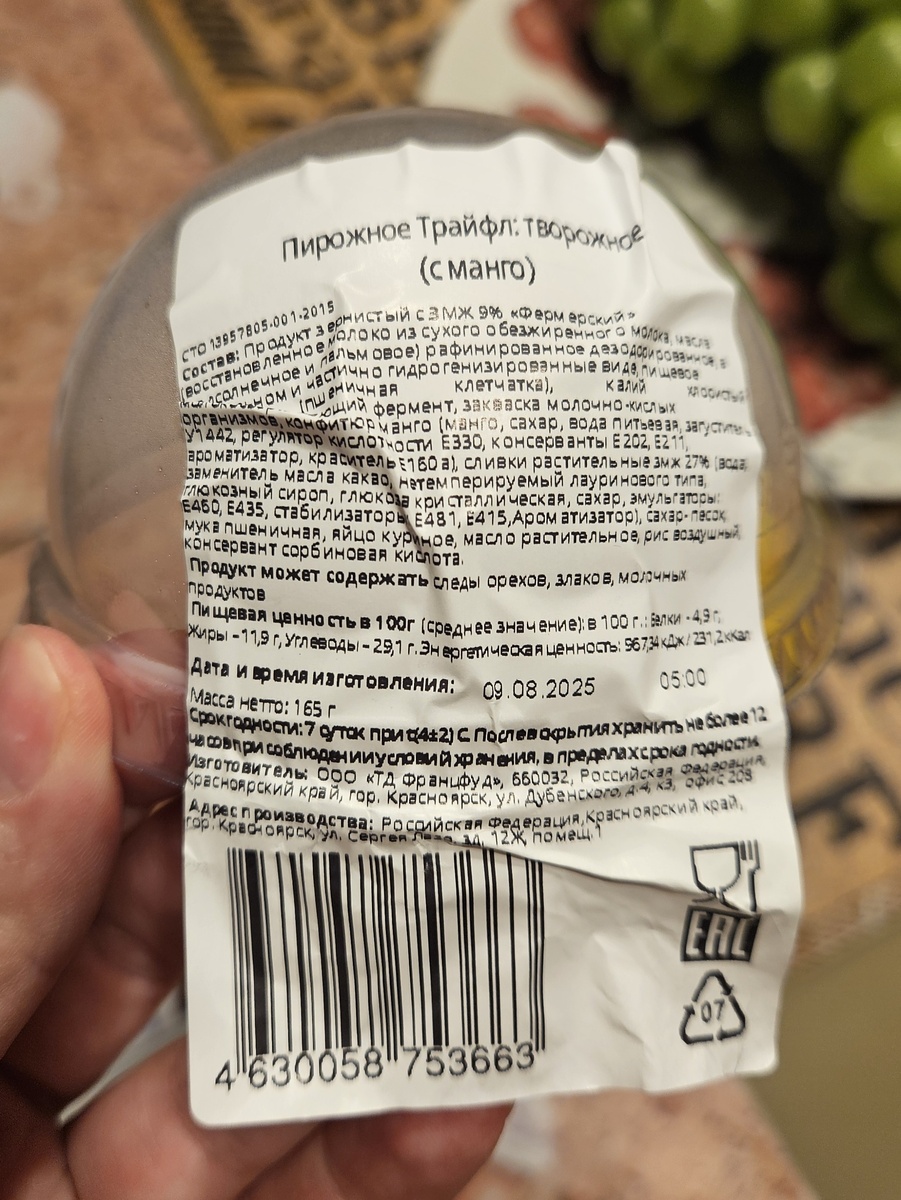 Пирожное Трайфл: творожное
(с манго)
СТО 13957805-001-2015
Состав: Продукт зернистый с ЗМЖ 9% «Фермерский»
(восстановленное молоко из сухого обезжиренного молока, масла
подсолнечное и пальмовое) рафинированное дезодорированное, в
и частично гидрогенизированные виде, пищевое
(пшеничная клетчатка), калий хлористый
фермент, закваска молочно-кислых
организмов, конфитюр манго (манго, сахар, вода питьевая, загуститель
У1442, регулятор кислотности Е330, консерванты Е202, Е211,
ароматизатор, краситель Е160а), сливки растительные змж 27% (вода,
заменитель масла какао, нетемперируемый лауринового типа,
глюкозный сироп, глюкоза кристаллическая, сахар, эмульгаторы:
Е460, Е435, стабилизаторы Е481, Е415, Ароматизатор), сахар-песок,
мука пшеничная, яйцо куриное, масло растительное, рис воздушный,
консервант сорбиновая кислота.
Продукт может содержать следы орехов, злаков, молочных
продуктов
Пищевая ценность в 100г (среднее значение): в 100 г.: Белки - 4,9 г,
Жиры – 11,9 г, Углеводы – 29,1 г. Энергетическая ценность: 967,34 кДж / 231,2 кКал
Дата и время изготовления: 09.08.2025 05:00
Масса нетто: 165 г
Срок годности: 7 суток при t(4±2) С. После вскрытия хранить не более 12
часов при соблюдении условий хранения, в пределах срока годности.
Изготовитель: ООО «ТД Францфуд», 660032, Российская Федерация,
Красноярский край, гор. Красноярск, ул. Дубенского, д.4, к3, офис 208
Адрес производства: Российская Федерация, Красноярский край,
гор. Красноярск, ул. Сергея Лазо, зд. 12Ж, помещ.1
EAC
07
4 630058 753663